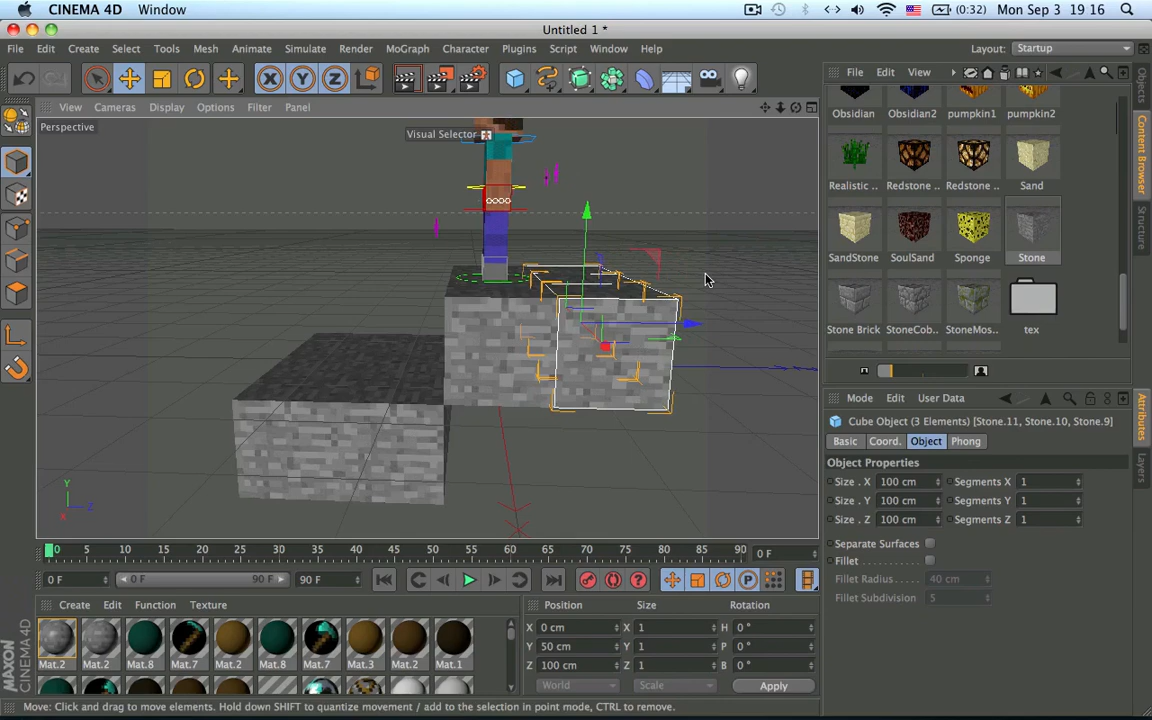 CINEMA 4D Window (0:32) Mon Sep 3 19:16
Untitled 1 *
File Edit Create Select Tools Mesh Animate Simulate Render MoGraph Character Plugins Script Window Help Layout: Startup
X Y Z File Edit View
View Cameras Display Options Filter Panel
Perspective
Visual Selector
Obsidian Obsidian2 pumpkin1 pumpkin2
Realistic .. Redstone .. Redstone .. Sand
SandStone SoulSand Sponge Stone
Stone Brick StoneCob.. StoneMos.. tex
Objects
Content Browser
Structure
Mode Edit User Data
Cube Object (3 Elements) [Stone.11, Stone.10, Stone.9]
Basic Coord. Object Phong
Object Properties
Size . X 100 cm Segments X 1
Size . Y 100 cm Segments Y 1
Size . Z 100 cm Segments Z 1
Separate Surfaces
Fillet
Fillet Radius 40 cm
Fillet Subdivision 5
Attributes
Layers
Y
Z
X
0 5 10 15 20 25 30 35 40 45 50 55 60 65 70 75 80 85 90 0 F
0 F 0 F 90 F 90 F P
Create Edit Function Texture
Mat.2 Mat.2 Mat.8 Mat.7 Mat.2 Mat.8 Mat.7 Mat.3 Mat.2 Mat.1
Position Size Rotation
X 0 cm X 1 H 0 °
Y 50 cm Y 1 P 0 °
Z 100 cm Z 1 B 0 °
World Scale Apply
MAXON
CINEMA 4D
Move: Click and drag to move elements. Hold down SHIFT to quantize movement / add to the selection in point mode, CTRL to remove.